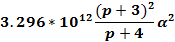 3.296 * 10^12 (p + 3)^2 / (p + 4) α^2